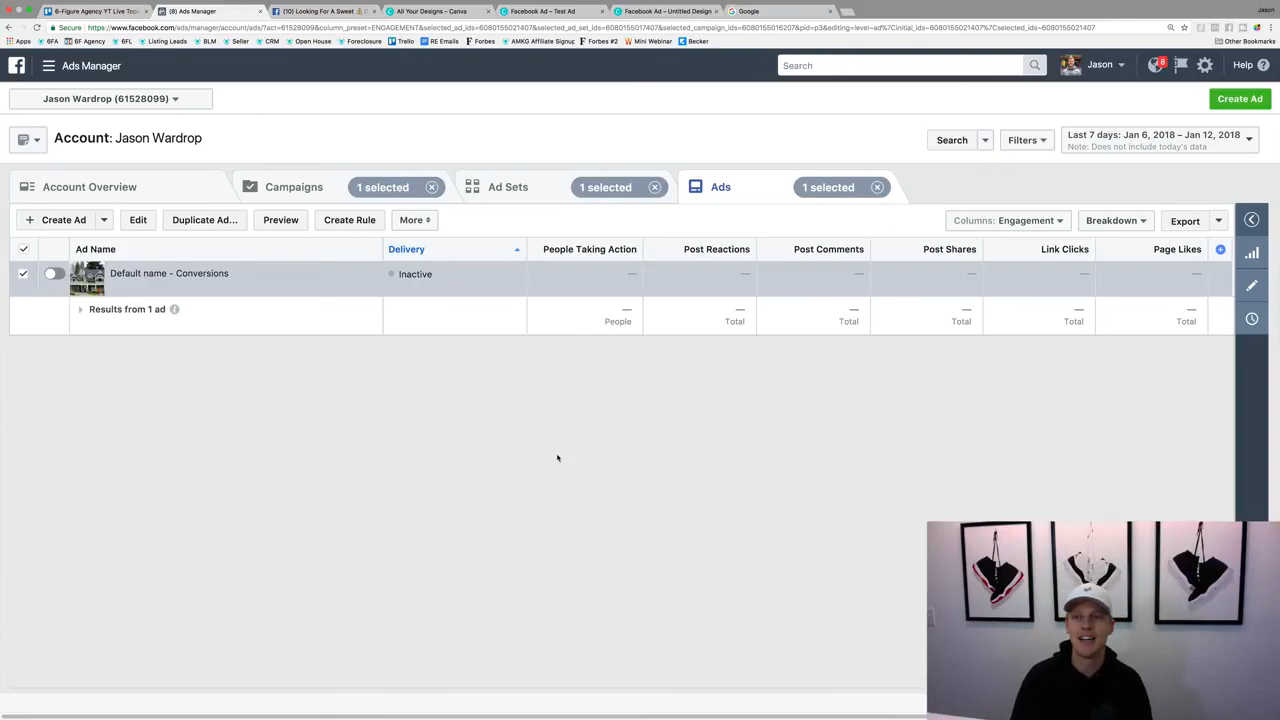 6-Figure Agency YT Live Top
(8) Ads Manager
(10) Looking For A Sweet
All Your Designs – Canva
Facebook Ad – Test Ad
Facebook Ad – Untitled Design
Google
Jason
Secure
https://www.facebook.com/ads/manager/account/ads/?act=61528099&column_preset=ENGAGEMENT&selected_ad_ids=6080155021407&selected_ad_set_ids=6080155017407&selected_campaign_ids=6080155016207&pid=p3&editing=level=ad%7Cinitial_ids=6080155021407%7Cselected_ids=6080155021407
Apps 6FA 6F Agency 6FL Listing Leads BLM Seller CRM Open House Foreclosure Trello RE Emails Forbes AMKG Affiliate Signup Forbes #2 Mini Webinar Becker Other Bookmarks
Ads Manager
Search
Jason
8
Help
Jason Wardrop (61528099)
Create Ad
Account: Jason Wardrop
Search
Filters
Last 7 days: Jan 6, 2018 – Jan 12, 2018
Note: Does not include today's data
Account Overview
Campaigns
1 selected
Ad Sets
1 selected
Ads
1 selected
+ Create Ad
Edit
Duplicate Ad...
Preview
Create Rule
More
Columns: Engagement
Breakdown
Export
Ad Name
Delivery
People Taking Action
Post Reactions
Post Comments
Post Shares
Link Clicks
Page Likes
Default name - Conversions
Inactive
— — — — — —
Results from 1 ad
— — — — — —
People
Total
Total
Total
Total
Total